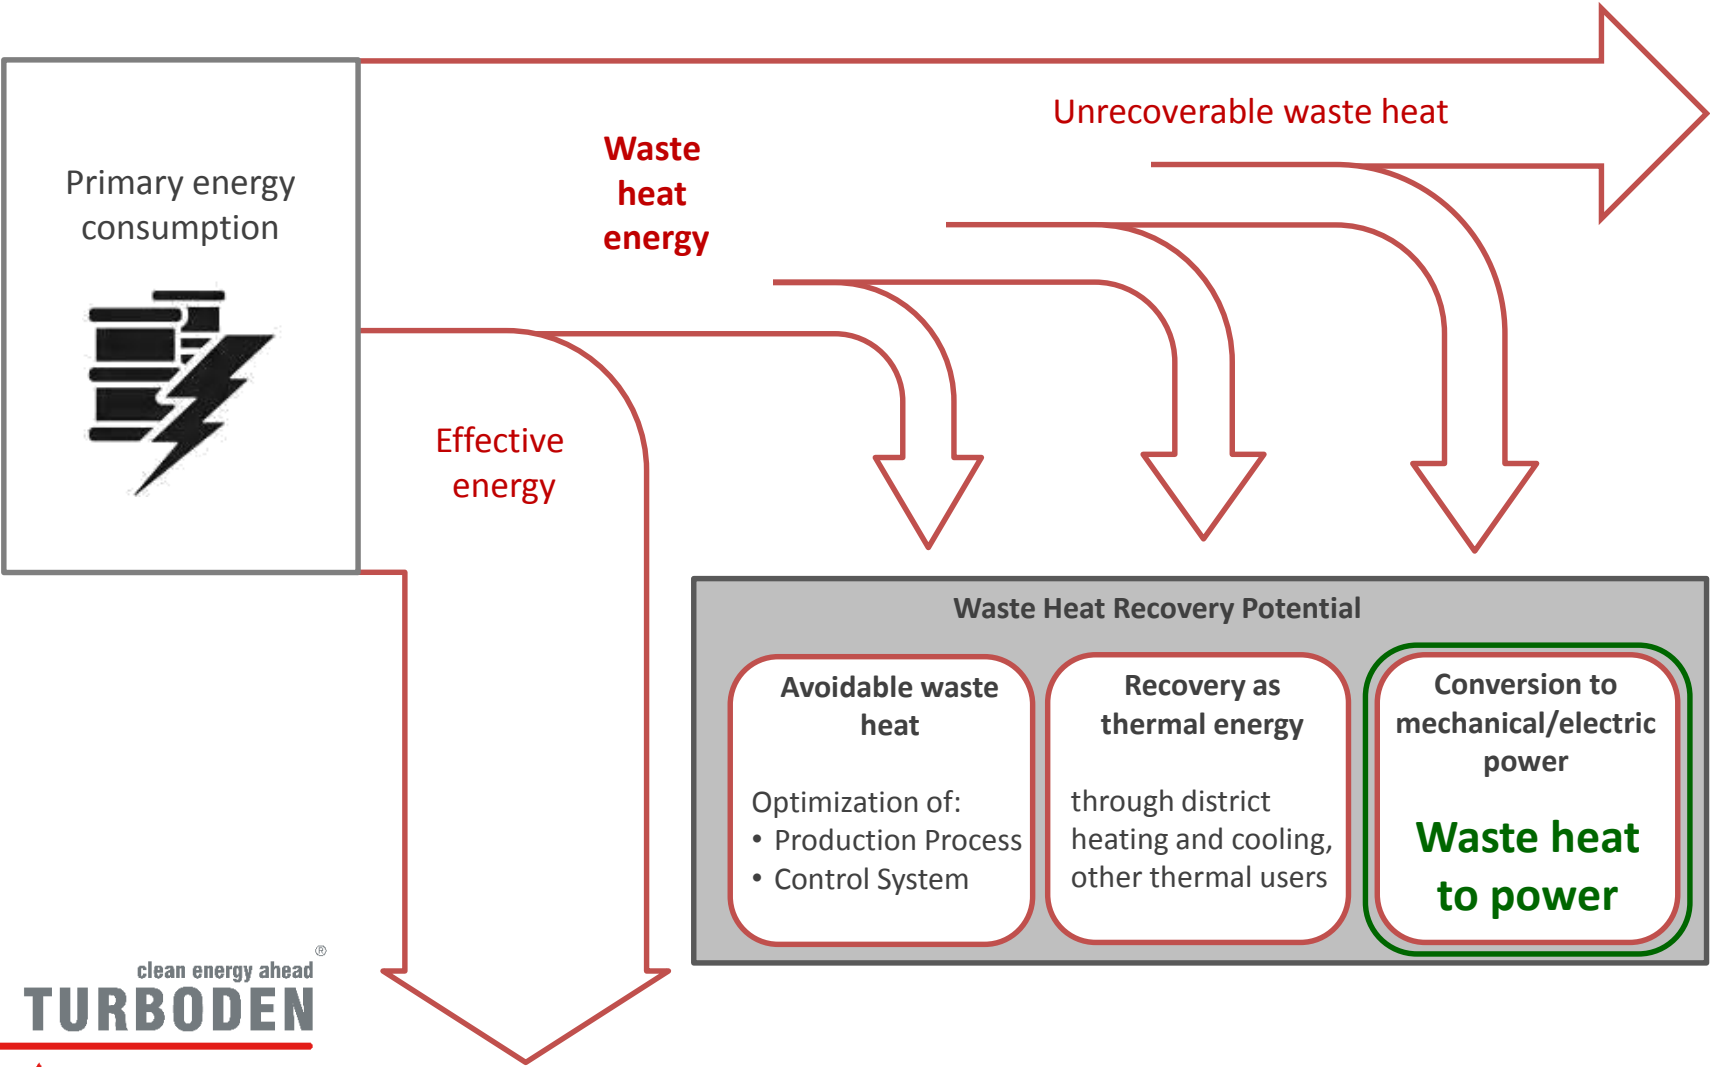 Primary energy
consumption
Waste
heat
energy
Unrecoverable waste heat
Effective
energy
Waste Heat Recovery Potential
Avoidable waste
heat
Optimization of:
• Production Process
• Control System
Recovery as
thermal energy
through district
heating and cooling,
other thermal users
Conversion to
mechanical/electric
power
Waste heat
to power
clean energy ahead ®
TURBODEN